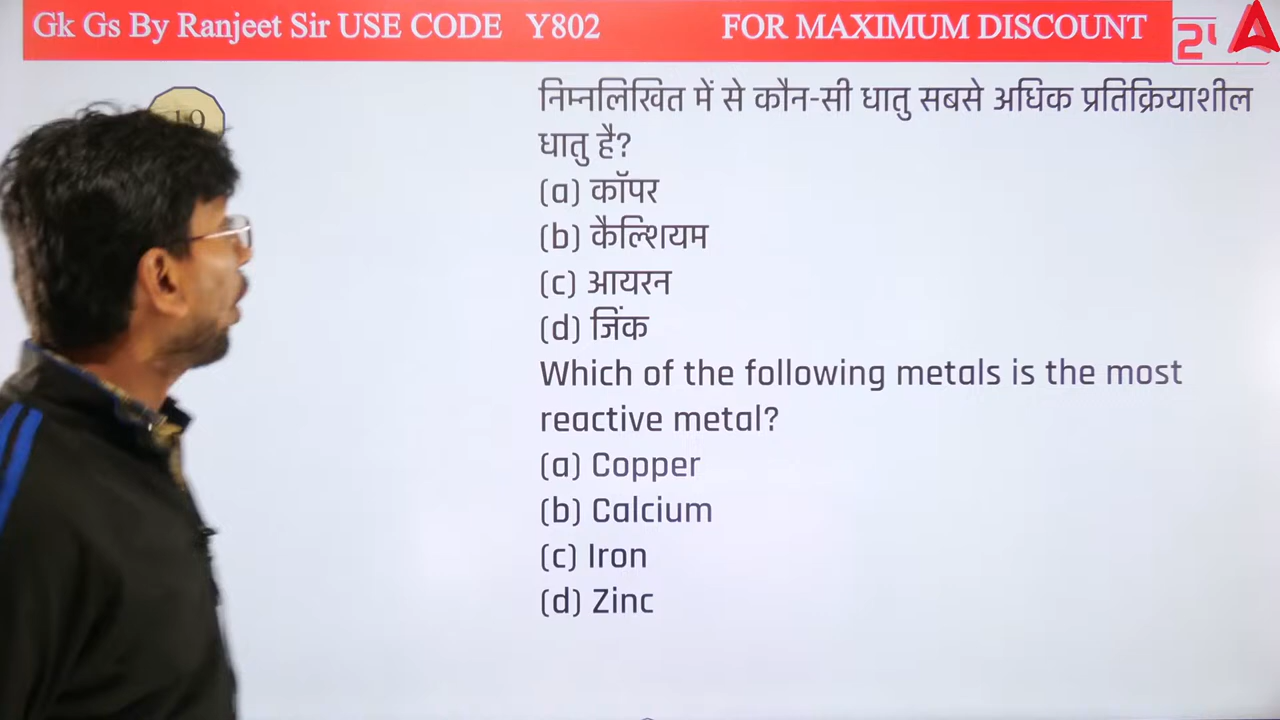 Gk Gs By Ranjeet Sir USE CODE Y802 FOR MAXIMUM DISCOUNT
19
निम्नलिखित में से कौन-सी धातु सबसे अधिक प्रतिक्रियाशील
धातु है?
(a) कॉपर
(b) कैल्शियम
(c) आयरन
(d) जिंक
Which of the following metals is the most
reactive metal?
(a) Copper
(b) Calcium
(c) Iron
(d) Zinc